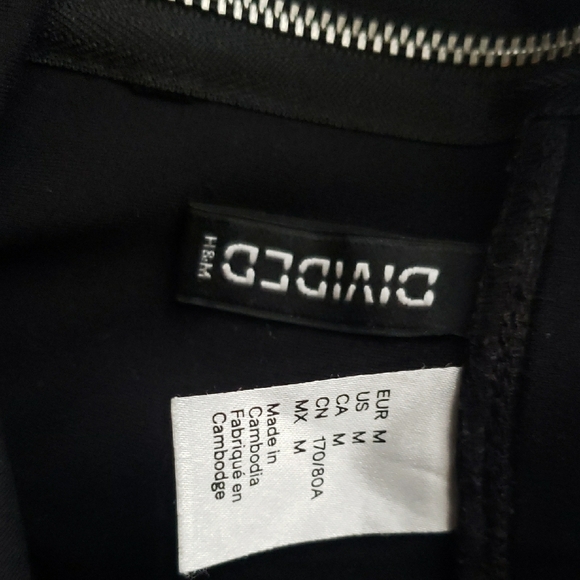 DIVIDED
H&M
EUR M
US M
CA M
CN 170/80A
MX M
Made in
Cambodia
Fabriqué en
Cambodge